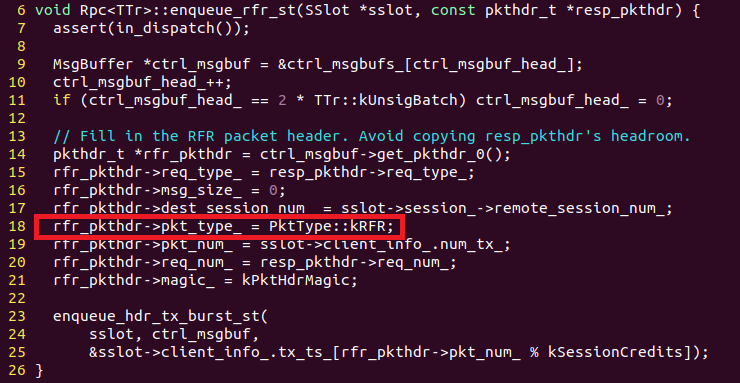 6 void Rpc<TTr>::enqueue_rfr_st(SSlot *sslot, const pkthdr_t *resp_pkthdr) {
7   assert(in_dispatch());
8
9   MsgBuffer *ctrl_msgbuf = &ctrl_msgbufs_[ctrl_msgbuf_head_];
10   ctrl_msgbuf_head_++;
11   if (ctrl_msgbuf_head_ == 2 * TTr::kUnsigBatch) ctrl_msgbuf_head_ = 0;
12
13   // Fill in the RFR packet header. Avoid copying resp_pkthdr's headroom.
14   pkthdr_t *rfr_pkthdr = ctrl_msgbuf->get_pkthdr_0();
15   rfr_pkthdr->req_type_ = resp_pkthdr->req_type_;
16   rfr_pkthdr->msg_size_ = 0;
17   rfr_pkthdr->dest_session_num_ = sslot->session_->remote_session_num_;
18   rfr_pkthdr->pkt_type_ = PktType::kRFR;
19   rfr_pkthdr->pkt_num_ = sslot->client_info_.num_tx_;
20   rfr_pkthdr->req_num_ = resp_pkthdr->req_num_;
21   rfr_pkthdr->magic_ = kPktHdrMagic;
22
23   enqueue_hdr_tx_burst_st(
24       sslot, ctrl_msgbuf,
25       &sslot->client_info_.tx_ts_[rfr_pkthdr->pkt_num_ % kSessionCredits]);
26 }